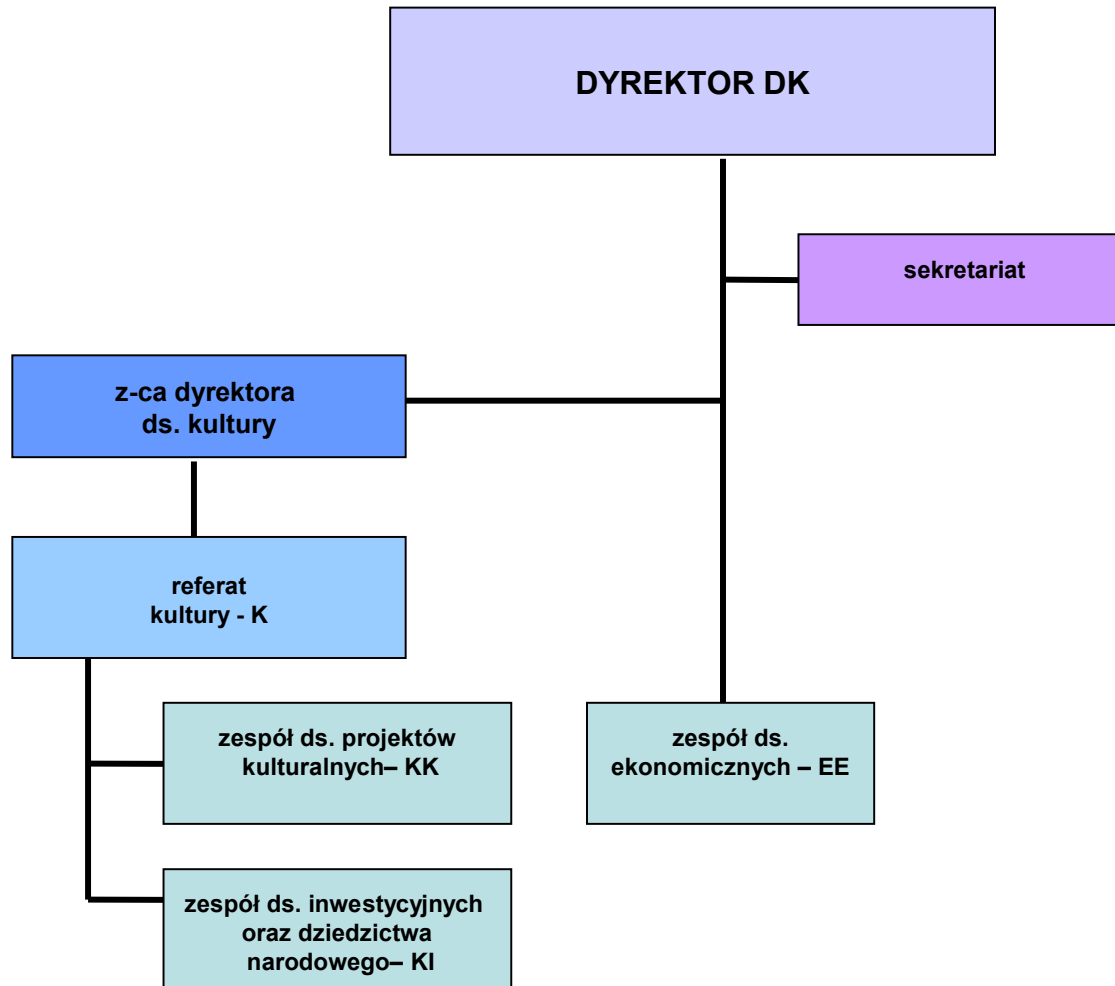 DYREKTOR DK
sekretariat
z-ca dyrektora
ds. kultury
referat
kultury - K
zespół ds. projektów
kulturalnych– KK
zespół ds.
ekonomicznych – EE
zespół ds. inwestycyjnych
oraz dziedzictwa
narodowego– KI